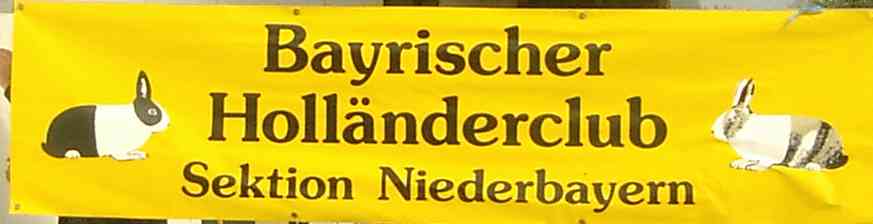 Bayrischer
Holländerclub
Sektion Niederbayern